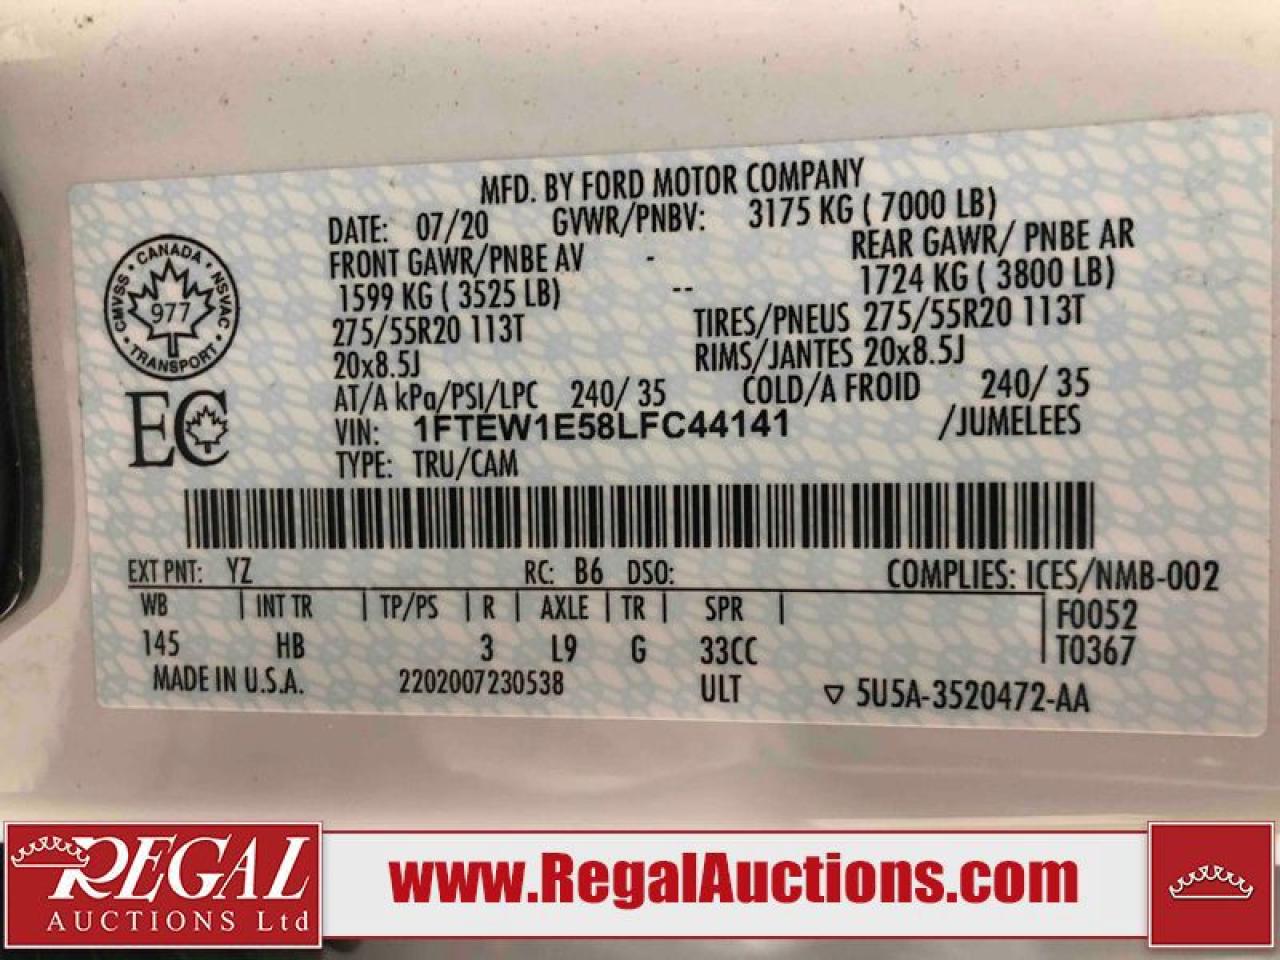 MFD. BY FORD MOTOR COMPANY
DATE: 07/20 GVWR/PNBV: 3175 KG ( 7000 LB)
FRONT GAWR/PNBE AV - REAR GAWR/ PNBE AR
1599 KG ( 3525 LB) -- 1724 KG ( 3800 LB)
275/55R20 113T TIRES/PNEUS 275/55R20 113T
20x8.5J RIMS/JANTES 20x8.5J
AT/A kPa/PSI/LPC 240/ 35 COLD/A FROID 240/ 35
VIN: 1FTEW1E58LFC44141 /JUMELEES
TYPE: TRU/CAM
CANADA
CMVSS • NSVAC
977
TRANSPORT
EC
EXT PNT: YZ RC: B6 DSO: COMPLIES: ICES/NMB-002
WB | INT TR | TP/PS | R | AXLE | TR | SPR | F0052
145 HB 3 L9 G 33CC T0367
MADE IN U.S.A. 2202007230538 ULT ▽ 5U5A-3520472-AA
REGAL
AUCTIONS Ltd
www.RegalAuctions.com